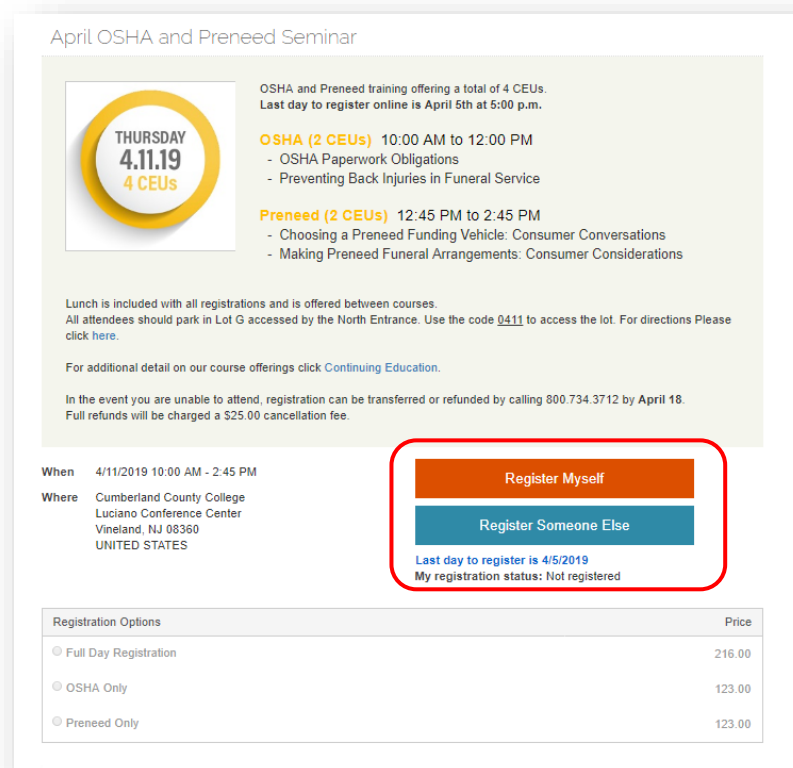 April OSHA and Preneed Seminar
THURSDAY
4.11.19
4 CEUs
OSHA and Preneed training offering a total of 4 CEUs.
Last day to register online is April 5th at 5:00 p.m.
OSHA (2 CEUs) 10:00 AM to 12:00 PM
- OSHA Paperwork Obligations
- Preventing Back Injuries in Funeral Service
Preneed (2 CEUs) 12:45 PM to 2:45 PM
- Choosing a Preneed Funding Vehicle: Consumer Conversations
- Making Preneed Funeral Arrangements: Consumer Considerations
Lunch is included with all registrations and is offered between courses.
All attendees should park in Lot G accessed by the North Entrance. Use the code 0411 to access the lot. For directions Please
click here.
For additional detail on our course offerings click Continuing Education.
In the event you are unable to attend, registration can be transferred or refunded by calling 800.734.3712 by April 18.
Full refunds will be charged a $25.00 cancellation fee.
When 4/11/2019 10:00 AM - 2:45 PM
Where Cumberland County College
Luciano Conference Center
Vineland, NJ 08360
UNITED STATES
Register Myself
Register Someone Else
Last day to register is 4/5/2019
My registration status: Not registered
Registration Options Price
Full Day Registration 216.00
OSHA Only 123.00
Preneed Only 123.00